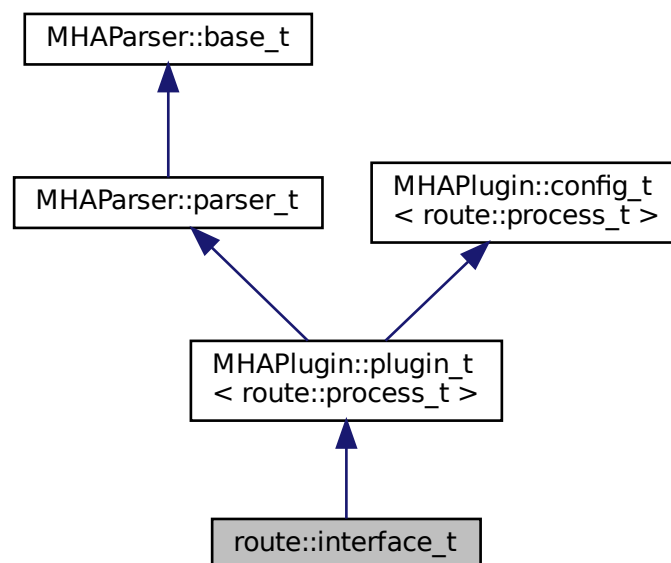 MHAParser::base_t
MHAParser::parser_t
MHAPlugin::config_t
< route::process_t >
MHAPlugin::plugin_t
< route::process_t >
route::interface_t